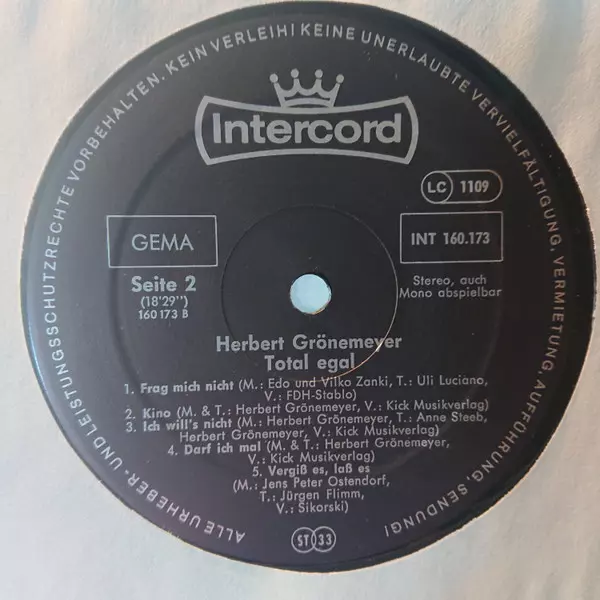 ALLE URHEBER- UND LEISTUNGSSCHUTZRECHTE VORBEHALTEN. KEIN VERLEIH! KEINE UNERLAUBTE VERVIELFÄLTIGUNG, VERMIETUNG, AUFFÜHRUNG, SENDUNG!
Intercord
LC 1109
GEMA
INT 160.173
Seite 2
(18'29'')
160 173 B
Stereo, auch
Mono abspielbar
Herbert Grönemeyer
Total egal
1. Frag mich nicht (M.: Edo und Vilko Zanki, T.: Uli Luciano,
V.: FDH-Stablo)
2. Kino (M. & T.: Herbert Grönemeyer, V.: Kick Musikverlag)
3. Ich will's nicht (M.: Herbert Grönemeyer, T.: Anne Steeb,
Herbert Grönemeyer, V.: Kick Musikverlag)
4. Darf ich mal (M. & T.: Herbert Grönemeyer,
V.: Kick Musikverlag)
5. Vergiß es, laß es
(M.: Jens Peter Ostendorf,
T.: Jürgen Flimm,
V.: Sikorski)
ST 33